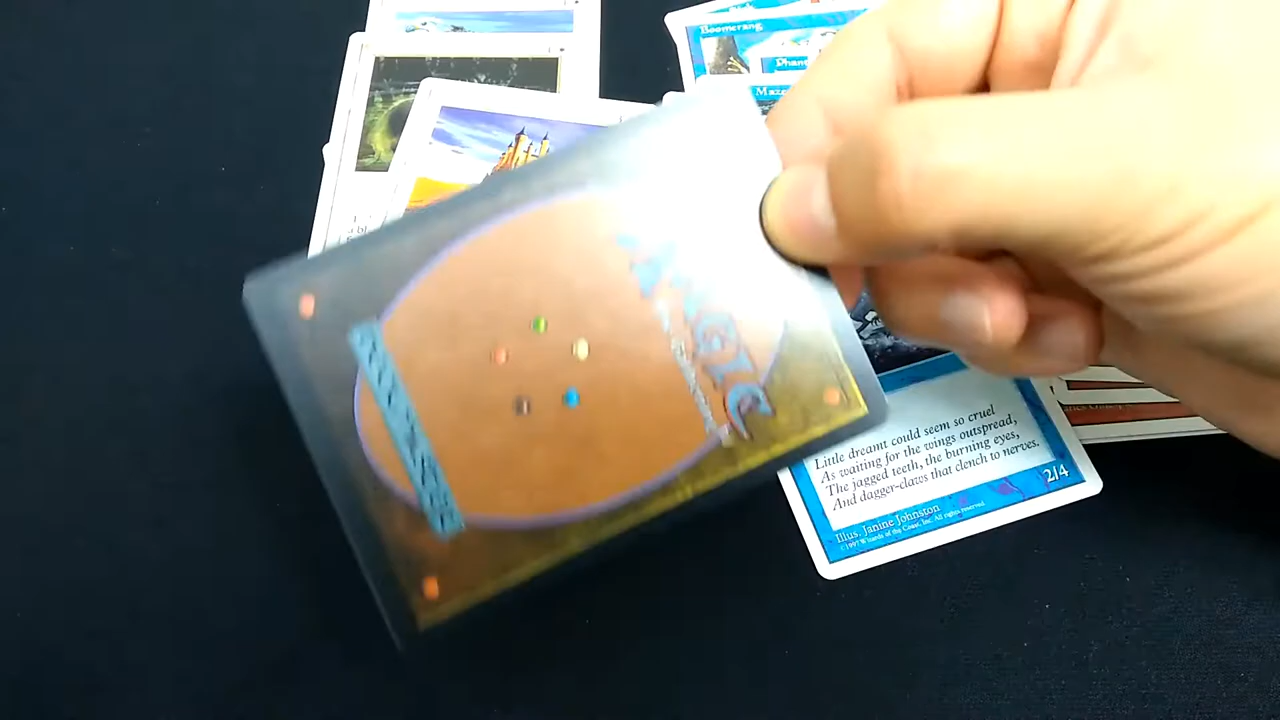 Boomerang
MAGIC
Little dreamt could seem so cruel
As waiting for the wings outspread,
The jagged teeth, the burning eyes,
And dagger-claws that clench to nerves.
2/4
Illus. Janine Johnston
©1997 Wizards of the Coast, Inc. All rights reserved.